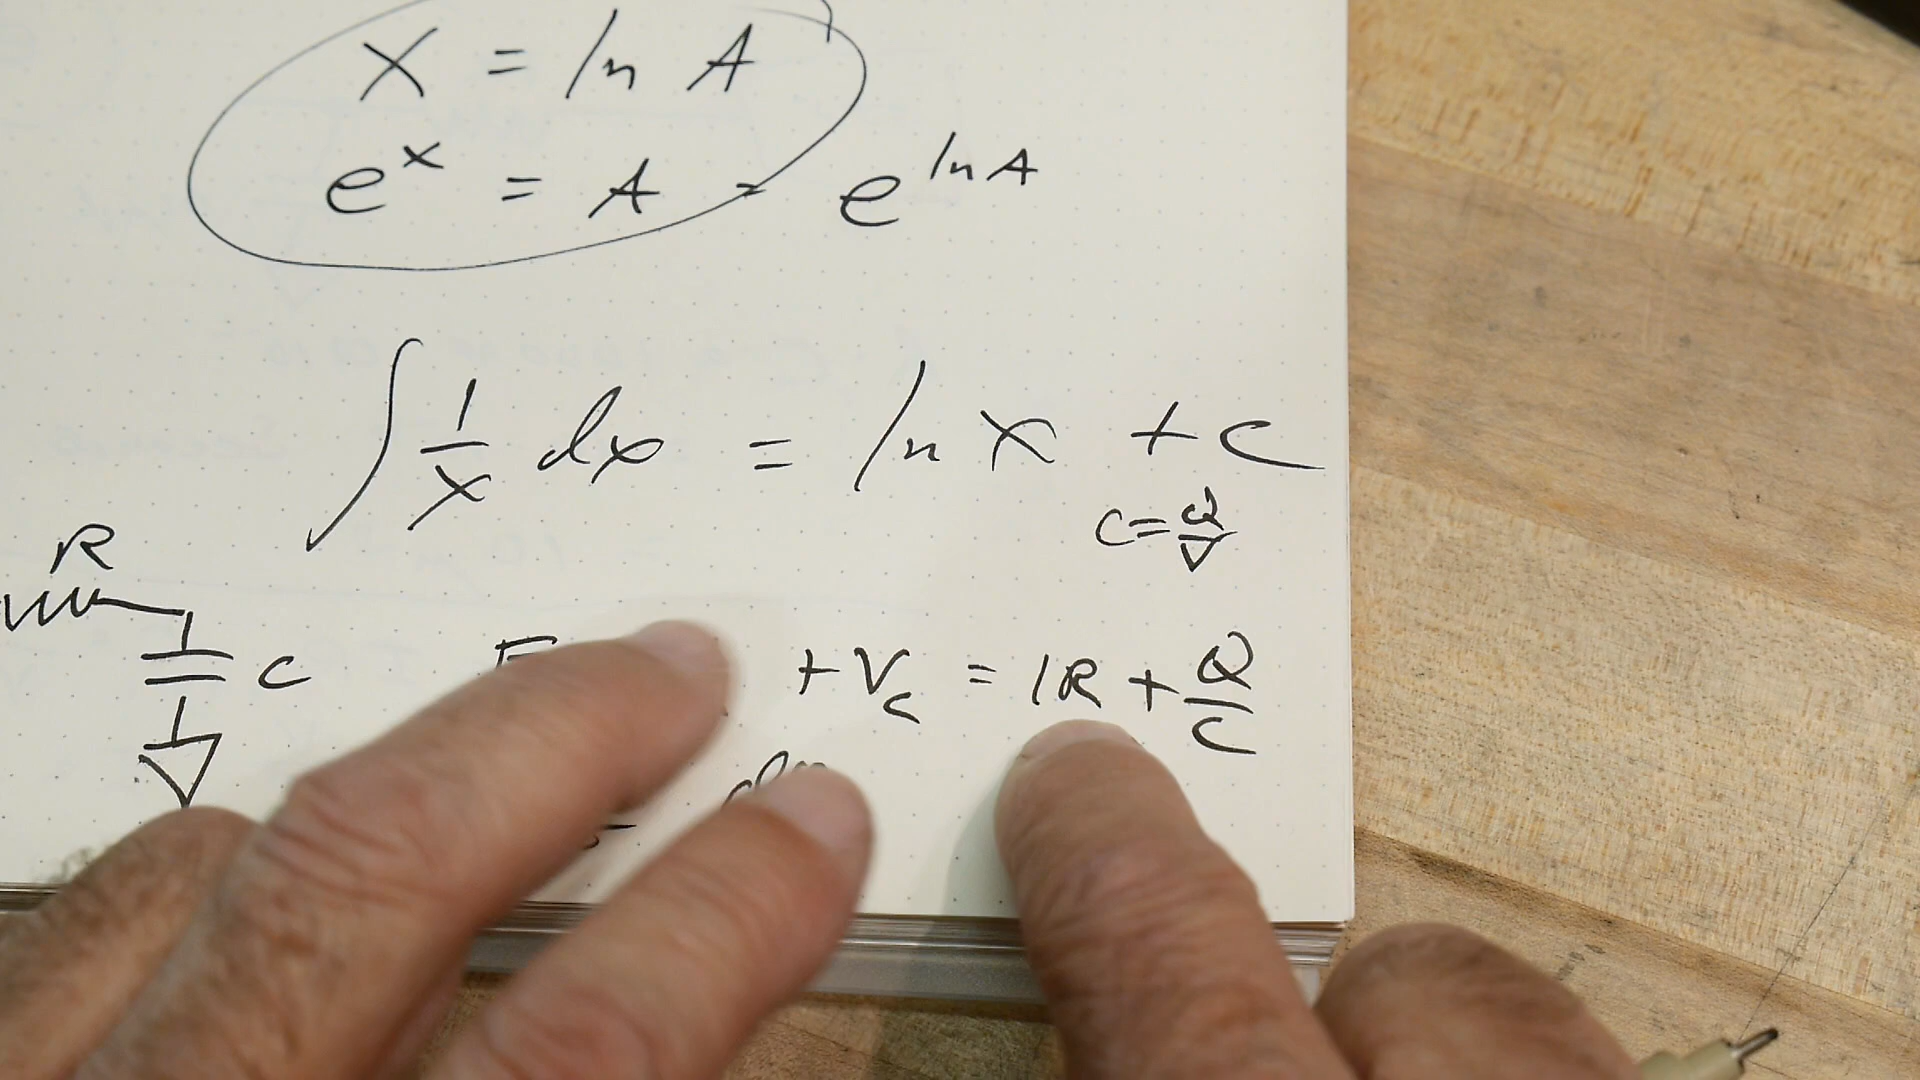 X = ln A
e^x = A = e^ln A
∫ 1/x dx = ln X + C
C = Q/V
R
C
+ V_C = IR + Q/C